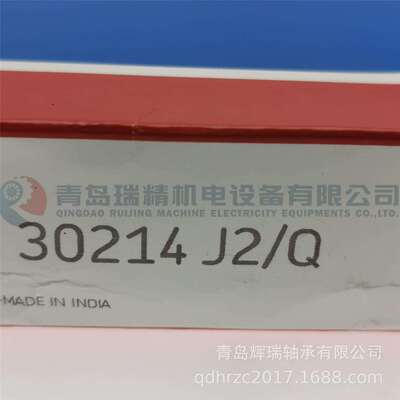 青岛瑞精机电设备有限公司
QINGDAO RUIJING MACHINE ELECTRICITY EQUIPMENTS CO.,LTD.
30214 J2/Q
MADE IN INDIA
青岛辉瑞轴承有限公司
qdhrzc2017.1688.com